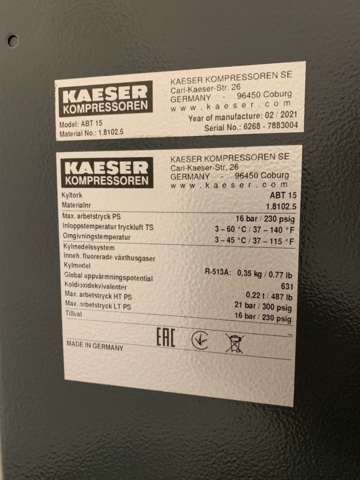 KAESER
KOMPRESSOREN
KAESER KOMPRESSOREN SE
Carl-Kaeser-Str. 26
GERMANY - 96450 Coburg
www.kaeser.com
Model: ABT 15
Year of manufacture: 02 / 2021
Material No.: 1.8102.5
Serial No.: 6268 - 7883004
KAESER
KOMPRESSOREN
KAESER KOMPRESSOREN SE
Carl-Kaeser-Str. 26
GERMANY - 96450 Coburg
www.kaeser.com
Kyltork ABT 15
Materialnr 1.8102.5
Max. arbetstryck PS 16 bar / 230 psig
Inloppstemperatur tryckluft TS 3 – 60 °C / 37 – 140 °F
Omgivningstemperatur 3 – 45 °C / 37 – 115 °F
Kylmedelssystem
Inneh. fluorerade växthusgaser
Kylmedel R-513A: 0,35 kg / 0.77 lb
Global uppvärmningspotential 631
Koldioxidekvivalenter 0,22 t / 487 lb
Max. arbetstryck HT PS 21 bar / 300 psig
Max. arbetstryck LT PS 16 bar / 230 psig
Tillval
EAC
MADE IN GERMANY